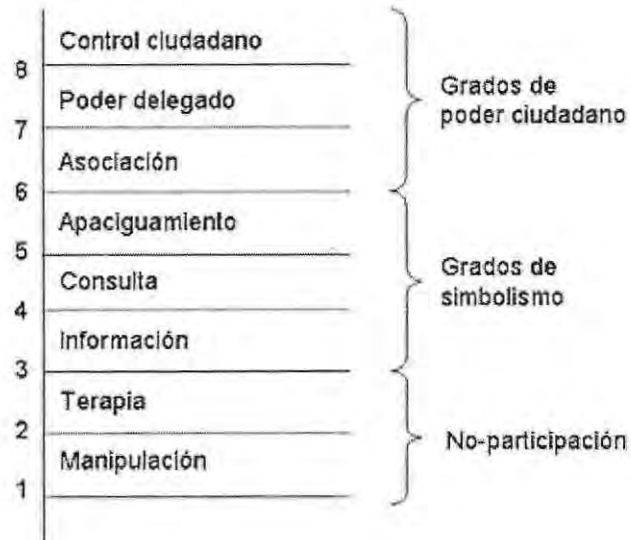 Control ciudadano
8
Poder delegado
7
Asociación
6
Apaciguamiento
5
Consulta
4
Información
3
Terapia
2
Manipulación
1
Grados de
poder ciudadano
Grados de
simbolismo
No-participación